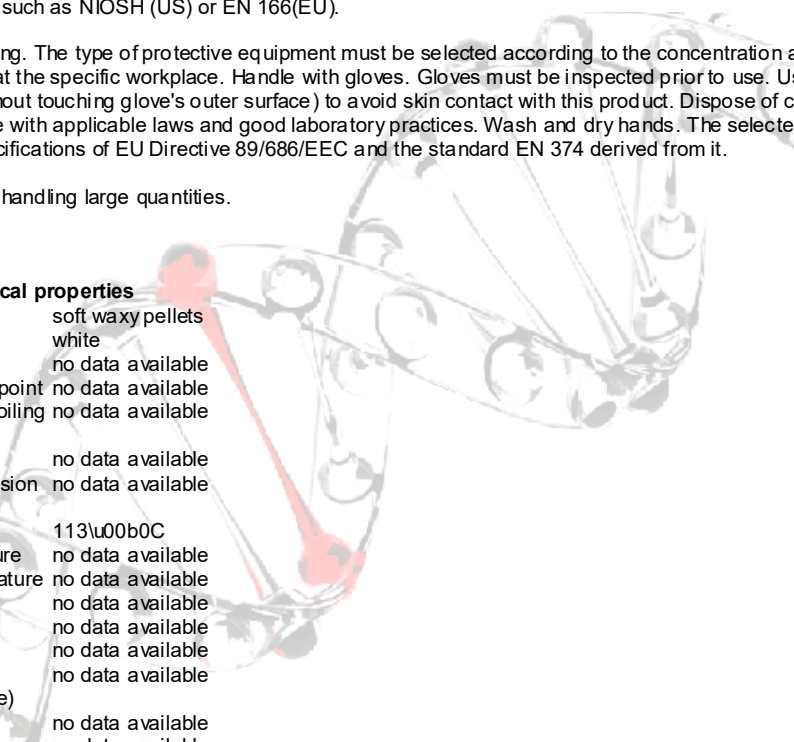 such as NIOSH (US) or EN 166(EU).
ng. The type of protective equipment must be selected according to the concentration a
at the specific workplace. Handle with gloves. Gloves must be inspected prior to use. Us
hout touching glove's outer surface) to avoid skin contact with this product. Dispose of c
e with applicable laws and good laboratory practices. Wash and dry hands. The selecte
cifications of EU Directive 89/686/EEC and the standard EN 374 derived from it.
handling large quantities.
cal properties
soft waxy pellets
white
no data available
point no data available
oiling no data available
no data available
sion no data available
113\u00b0C
ure no data available
ature no data available
no data available
no data available
no data available
no data available
e)
no data available